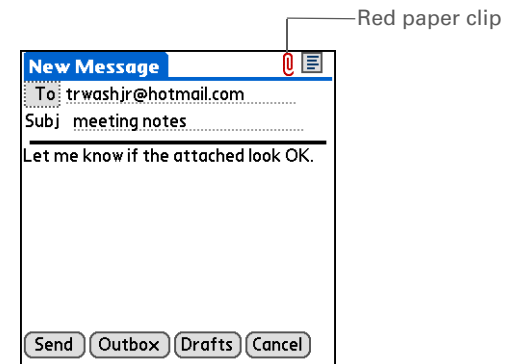 Red paper clip
New Message
To trwashjr@hotmail.com
Subj meeting notes
Let me know if the attached look OK.
Send Outbox Drafts Cancel